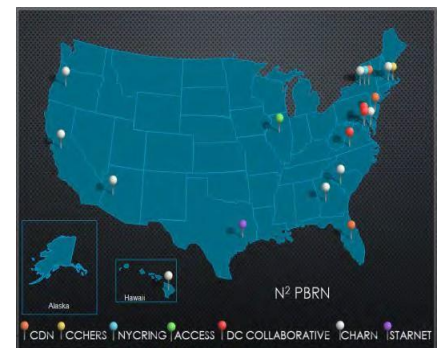 N² PBRN
Alaska
Hawaii
CDN CCHERS NYCRING ACCESS DC COLLABORATIVE CHARN STARNET